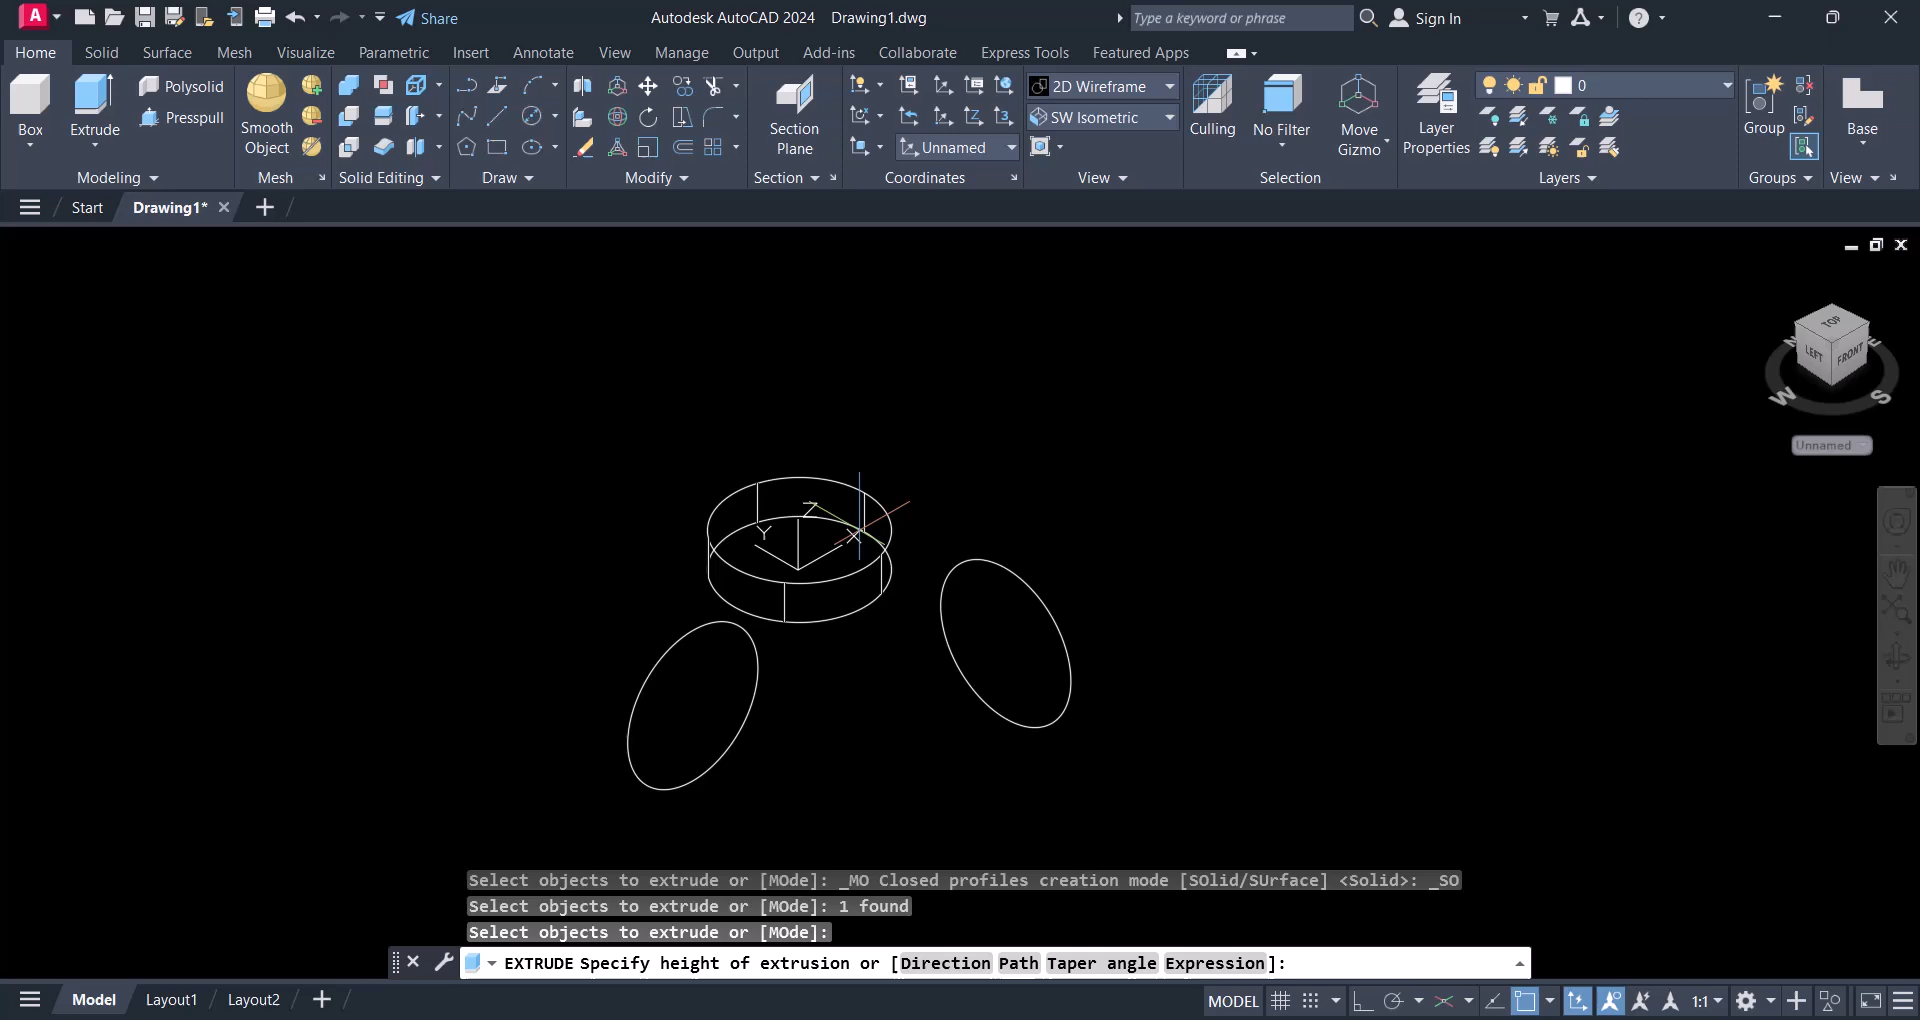 A
Share
Autodesk AutoCAD 2024 Drawing1.dwg
Type a keyword or phrase
Sign In
?
Home Solid Surface Mesh Visualize Parametric Insert Annotate View Manage Output Add-ins Collaborate Express Tools Featured Apps
Box
Extrude
Polysolid
Presspull
Smooth
Object
Section
Plane
Unnamed
2D Wireframe
SW Isometric
Culling
No Filter
Move
Gizmo
Layer
Properties
0
Group
Base
Modeling Mesh Solid Editing Draw Modify Section Coordinates View Selection Layers Groups View
Start Drawing1*
TOP
LEFT
FRONT
N
E
W
S
Unnamed
Z
Y
X
Select objects to extrude or [MOde]: _MO Closed profiles creation mode [SOlid/SUrface] <Solid>: _SO
Select objects to extrude or [MOde]: 1 found
Select objects to extrude or [MOde]:
EXTRUDE Specify height of extrusion or [Direction Path Taper angle Expression]:
Model Layout1 Layout2
MODEL
1:1